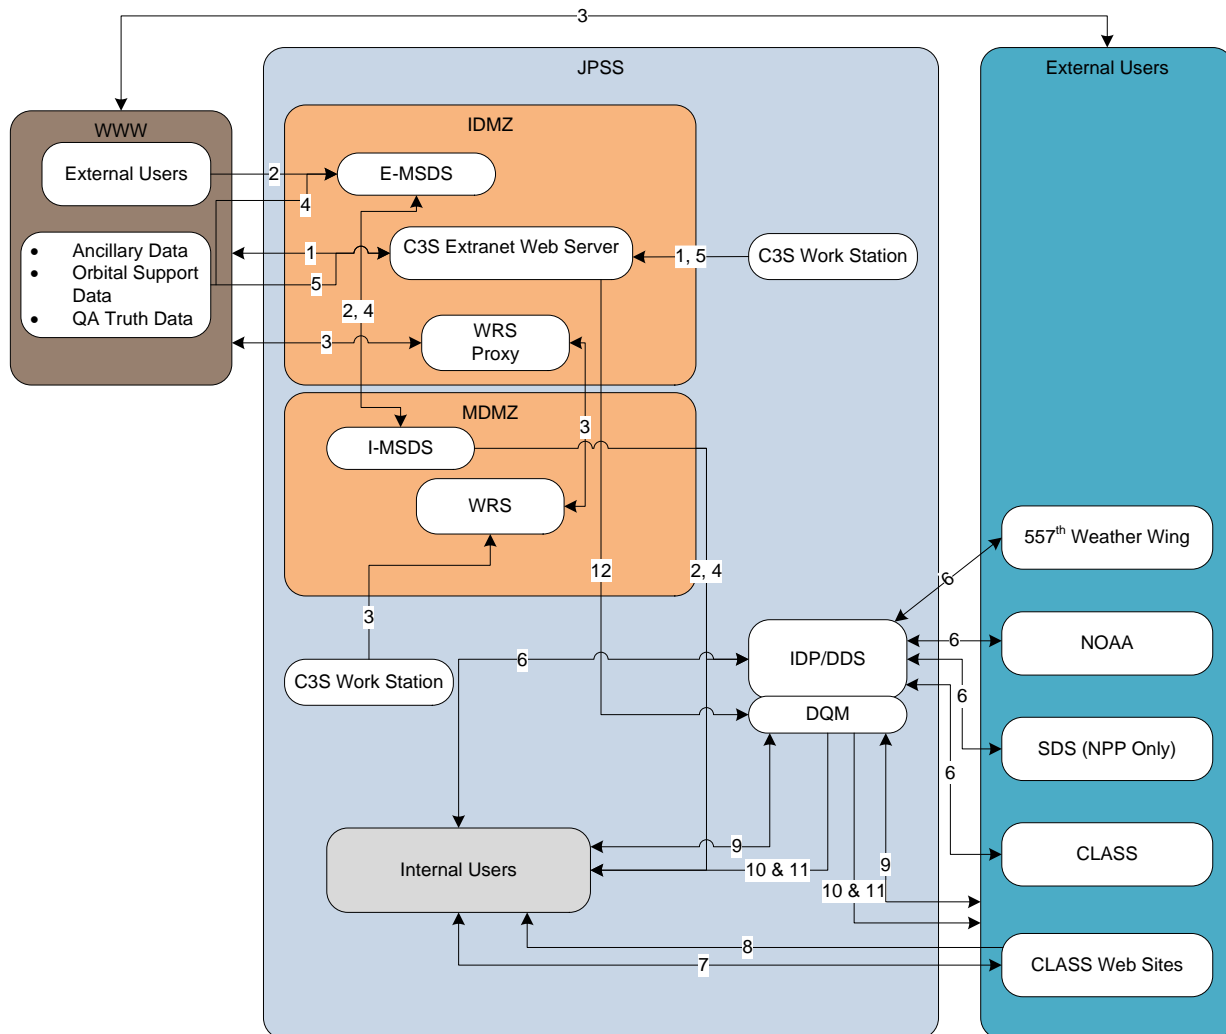 3
JPSS
External Users
WWW
IDMZ
External Users
2
E-MSDS
4
• Ancillary Data
• Orbital Support
Data
• QA Truth Data
1
5
C3S Extranet Web Server
1, 5
C3S Work Station
2, 4
3
WRS
Proxy
MDMZ
3
I-MSDS
WRS
557th Weather Wing
12
2, 4
6
3
IDP/DDS
6
NOAA
6
C3S Work Station
6
DQM
SDS (NPP Only)
6
9
Internal Users
10 & 11
9
CLASS
10 & 11
8
7
CLASS Web Sites